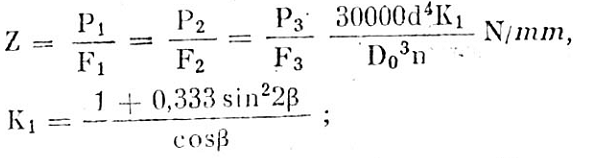 Z = P₁/F₁ = P₂/F₂ = P₃/F₃ 30000d⁴K₁/D₀³n N/mm,
K₁ = 1 + 0,333 sin²2β/cosβ ;